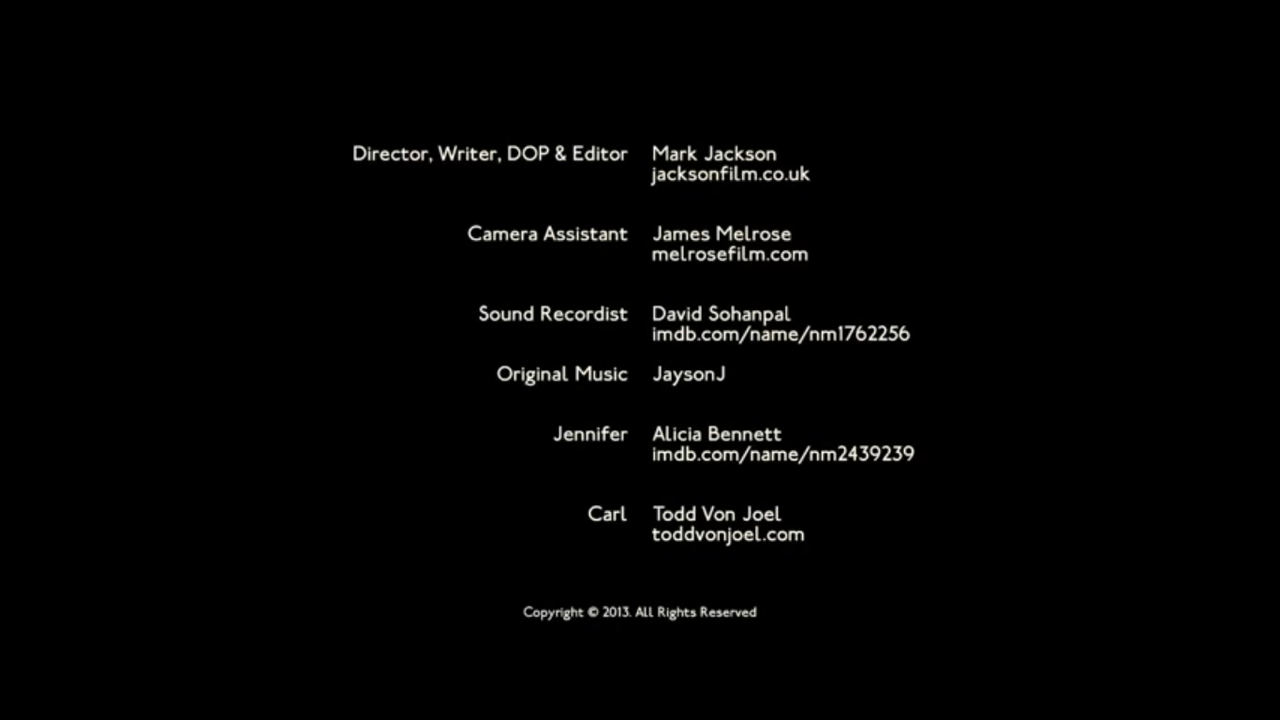 Director, Writer, DOP & Editor Mark Jackson
jacksonfilm.co.uk
Camera Assistant James Melrose
melrosefilm.com
Sound Recordist David Sohanpal
imdb.com/name/nm1762256
Original Music JaysonJ
Jennifer Alicia Bennett
imdb.com/name/nm2439239
Carl Todd Von Joel
toddvonjoel.com
Copyright © 2013. All Rights Reserved